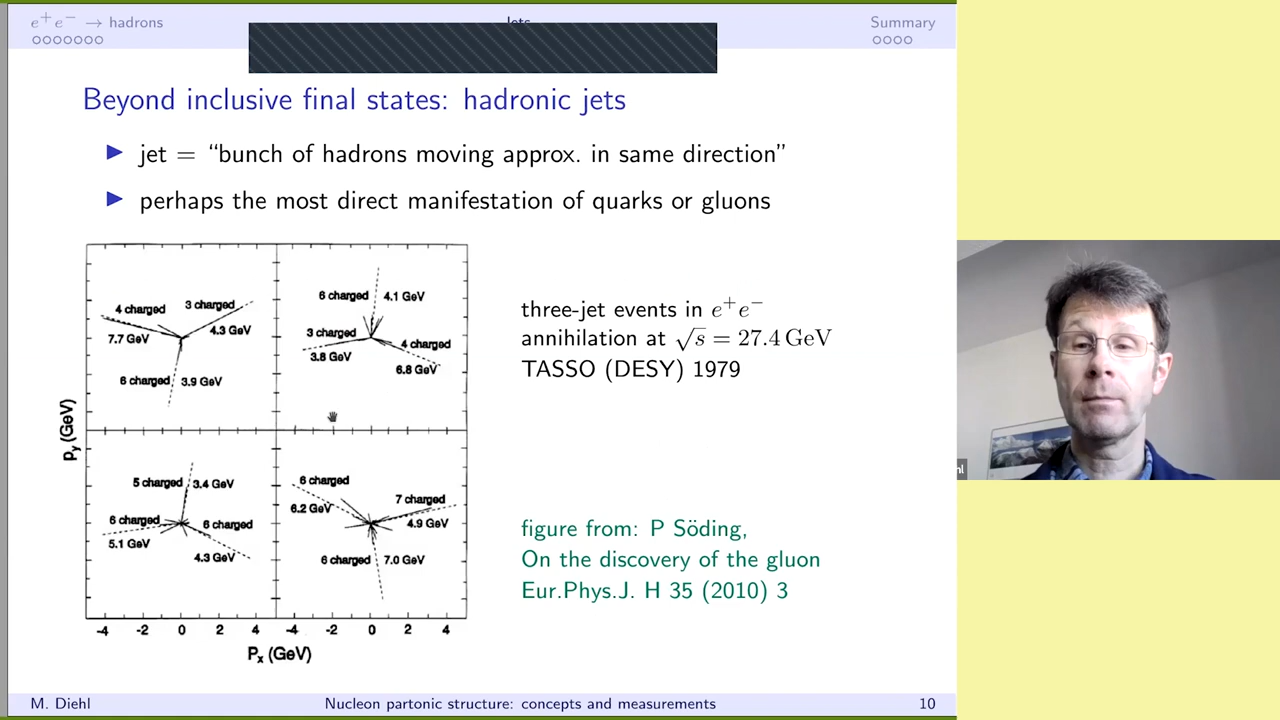 e⁺e⁻ → hadrons
Jets
Summary
Beyond inclusive final states: hadronic jets
jet = “bunch of hadrons moving approx. in same direction”
perhaps the most direct manifestation of quarks or gluons
4 charged
7.7 GeV
3 charged
4.3 GeV
6 charged
3.9 GeV
6 charged
4.1 GeV
3 charged
3.8 GeV
4 charged
6.8 GeV
5 charged
3.4 GeV
6 charged
5.1 GeV
6 charged
4.3 GeV
6 charged
6.2 GeV
7 charged
4.9 GeV
6 charged
7.0 GeV
py (GeV)
-4 -2 0 2 4 -4 -2 0 2 4
Px (GeV)
three-jet events in e⁺e⁻
annihilation at √s = 27.4 GeV
TASSO (DESY) 1979
figure from: P Söding,
On the discovery of the gluon
Eur.Phys.J. H 35 (2010) 3
M. Diehl
Nucleon partonic structure: concepts and measurements
10